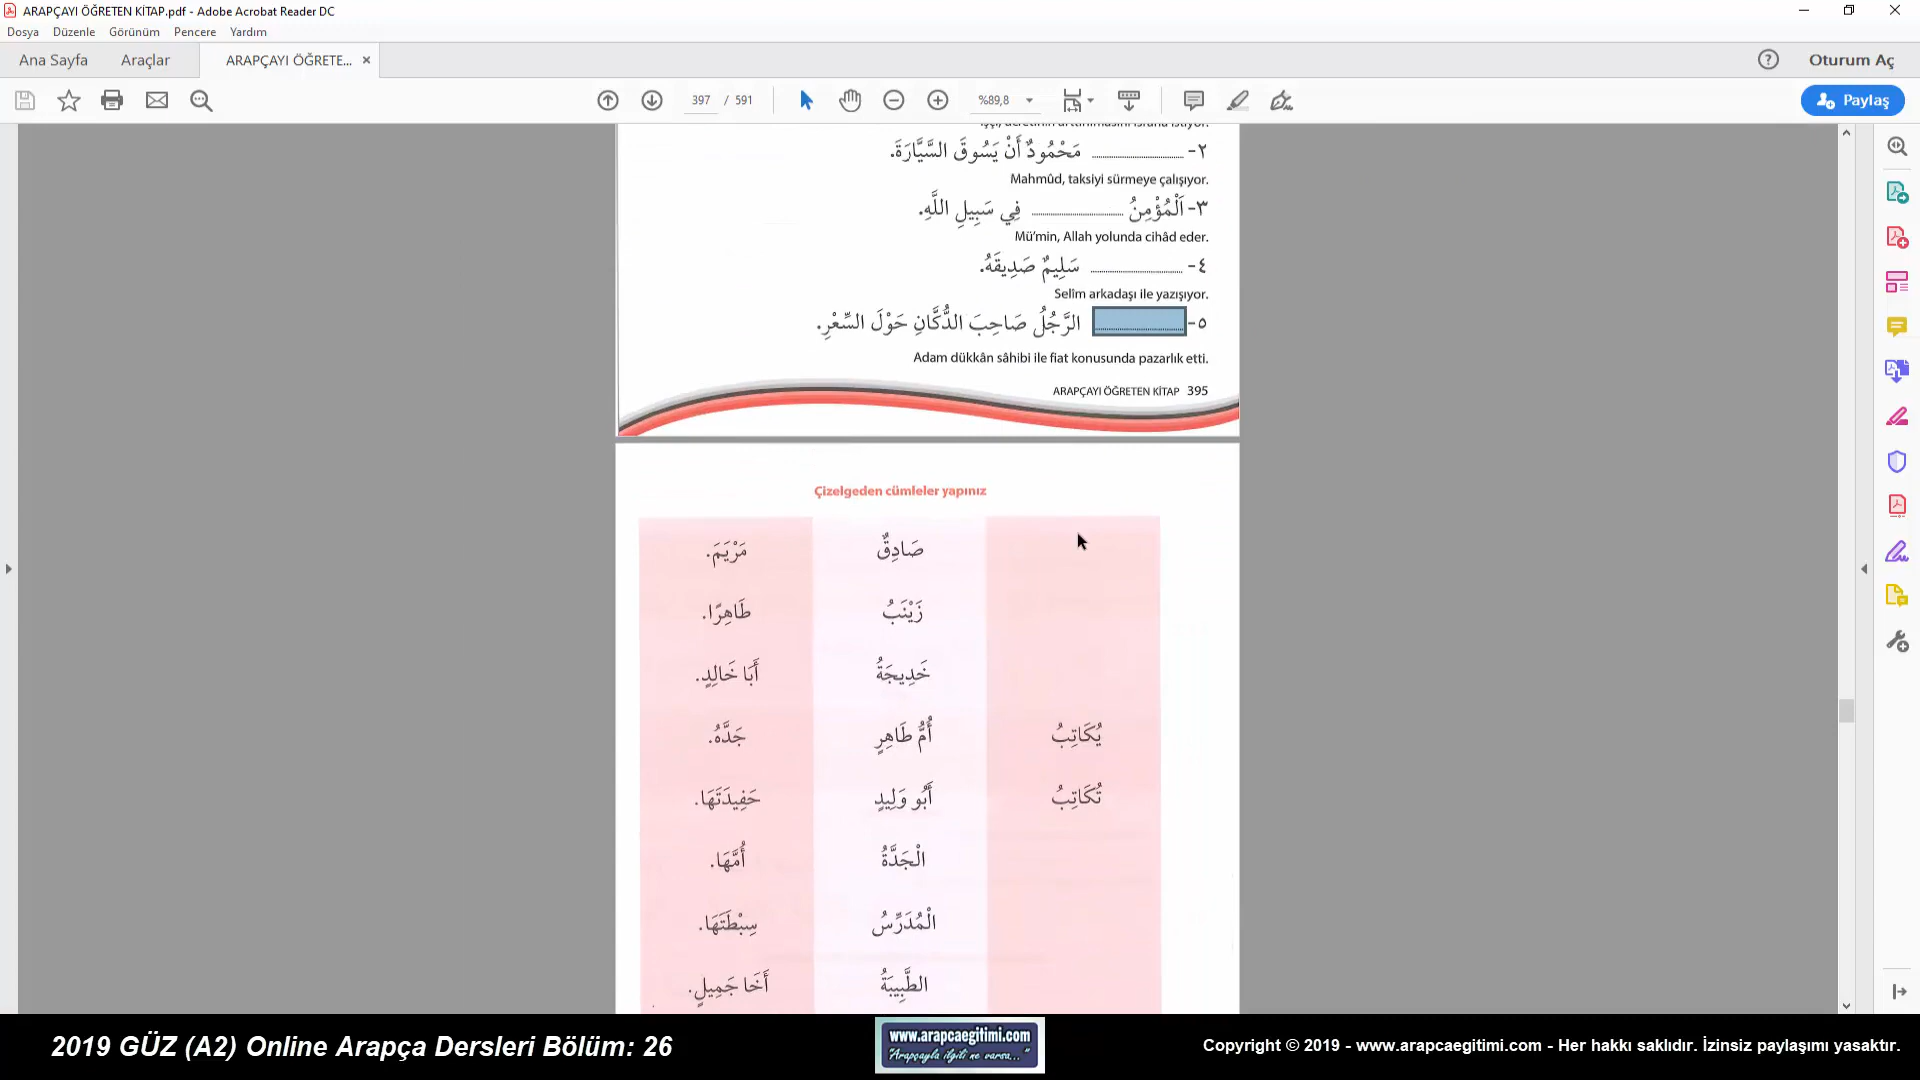 ARAPÇAYI ÖĞRETEN KİTAP.pdf - Adobe Acrobat Reader DC
Dosya Düzenle Görünüm Pencere Yardım
Ana Sayfa Araçlar ARAPÇAYI ÖĞRETE... × Oturum Aç
397 / 591 %89,8 Paylaş
٢- ........................ مَحْمُودٌ أَنْ يَسُوقَ السَّيَّارَةَ.
Mahmûd, taksiyi sürmeye çalışıyor.
٣- اَلْمُؤْمِنُ ........................ فِي سَبِيلِ اللَّهِ.
Mü’min, Allah yolunda cihâd eder.
٤- ........................ سَلِيمٌ صَدِيقَهُ.
Selîm arkadaşı ile yazışıyor.
٥- ........................ الرَّجُلُ صَاحِبَ الدُّكَّانِ حَوْلَ السِّعْرِ.
Adam dükkân sâhibi ile fiat konusunda pazarlık etti.
ARAPÇAYI ÖĞRETEN KİTAP 395
Çizelgeden cümleler yapınız
صَادِقٌ مَرْيَمَ.
زَيْنَبُ طَاهِرًا.
خَدِيجَةُ أَبَا خَالِدٍ.
يُكَاتِبُ أُمُّ طَاهِرٍ جَدَّهُ.
تُكَاتِبُ أَبُو وَلِيدٍ حَفِيدَتَهَا.
الْجَدَّةُ أُمَّهَا.
الْمُدَرِّسُ سِبْطَتَهَا.
الطَّبِيبَةُ أَخَا جَمِيلٍ.
2019 GÜZ (A2) Online Arapça Dersleri Bölüm: 26
www.arapcaegitimi.com
"Arapçayla ilgili ne varsa..."
Copyright © 2019 - www.arapcaegitimi.com - Her hakkı saklıdır. İzinsiz paylaşımı yasaktır.